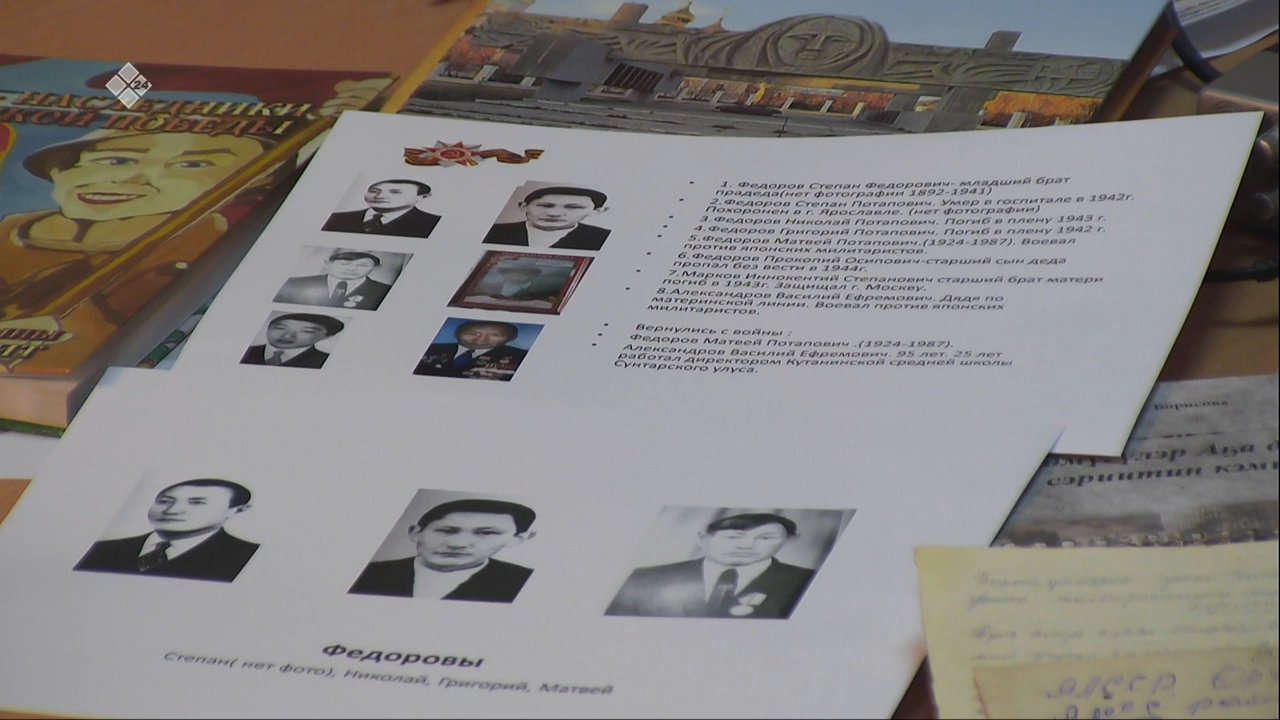 24
НАСЛЕДНИКИ
ПОБЕДЫ
1. Федоров Степан Федорович- младший брат
прадеда(нет фотографии 1892-1941)
2.Федоров Степан Потапович. Умер в госпитале в 1942г.
Похоронен в г. Ярославле. (нет фотографии)
3.Федоров Николай Потапович. Погиб в плену 1943 г.
4.Федоров Григорий Потапович. Погиб в плену 1942 г.
5.Федоров Матвей Потапович.(1924-1987). Воевал
против японских милитаристов.
6.Федоров Прокопий Осипович-старший сын деда
пропал без вести в 1944г.
7.Марков Иннокентий Степанович старший брат матери
погиб в 1943г. Защищал г. Москву.
8.Александров Василий Ефремович. Дядя по
материнской линии. Воевал против японских
милитаристов.
Вернулись с войны :
Федоров Матвей Потапович .(1924-1987).
Александров Василий Ефремович. 95 лет. 25 лет
работал директором Кутанинской средней школы
Сунтарского улуса.
Борисова
Федоровы
Степан( нет фото), Николай, Григорий, Матвей